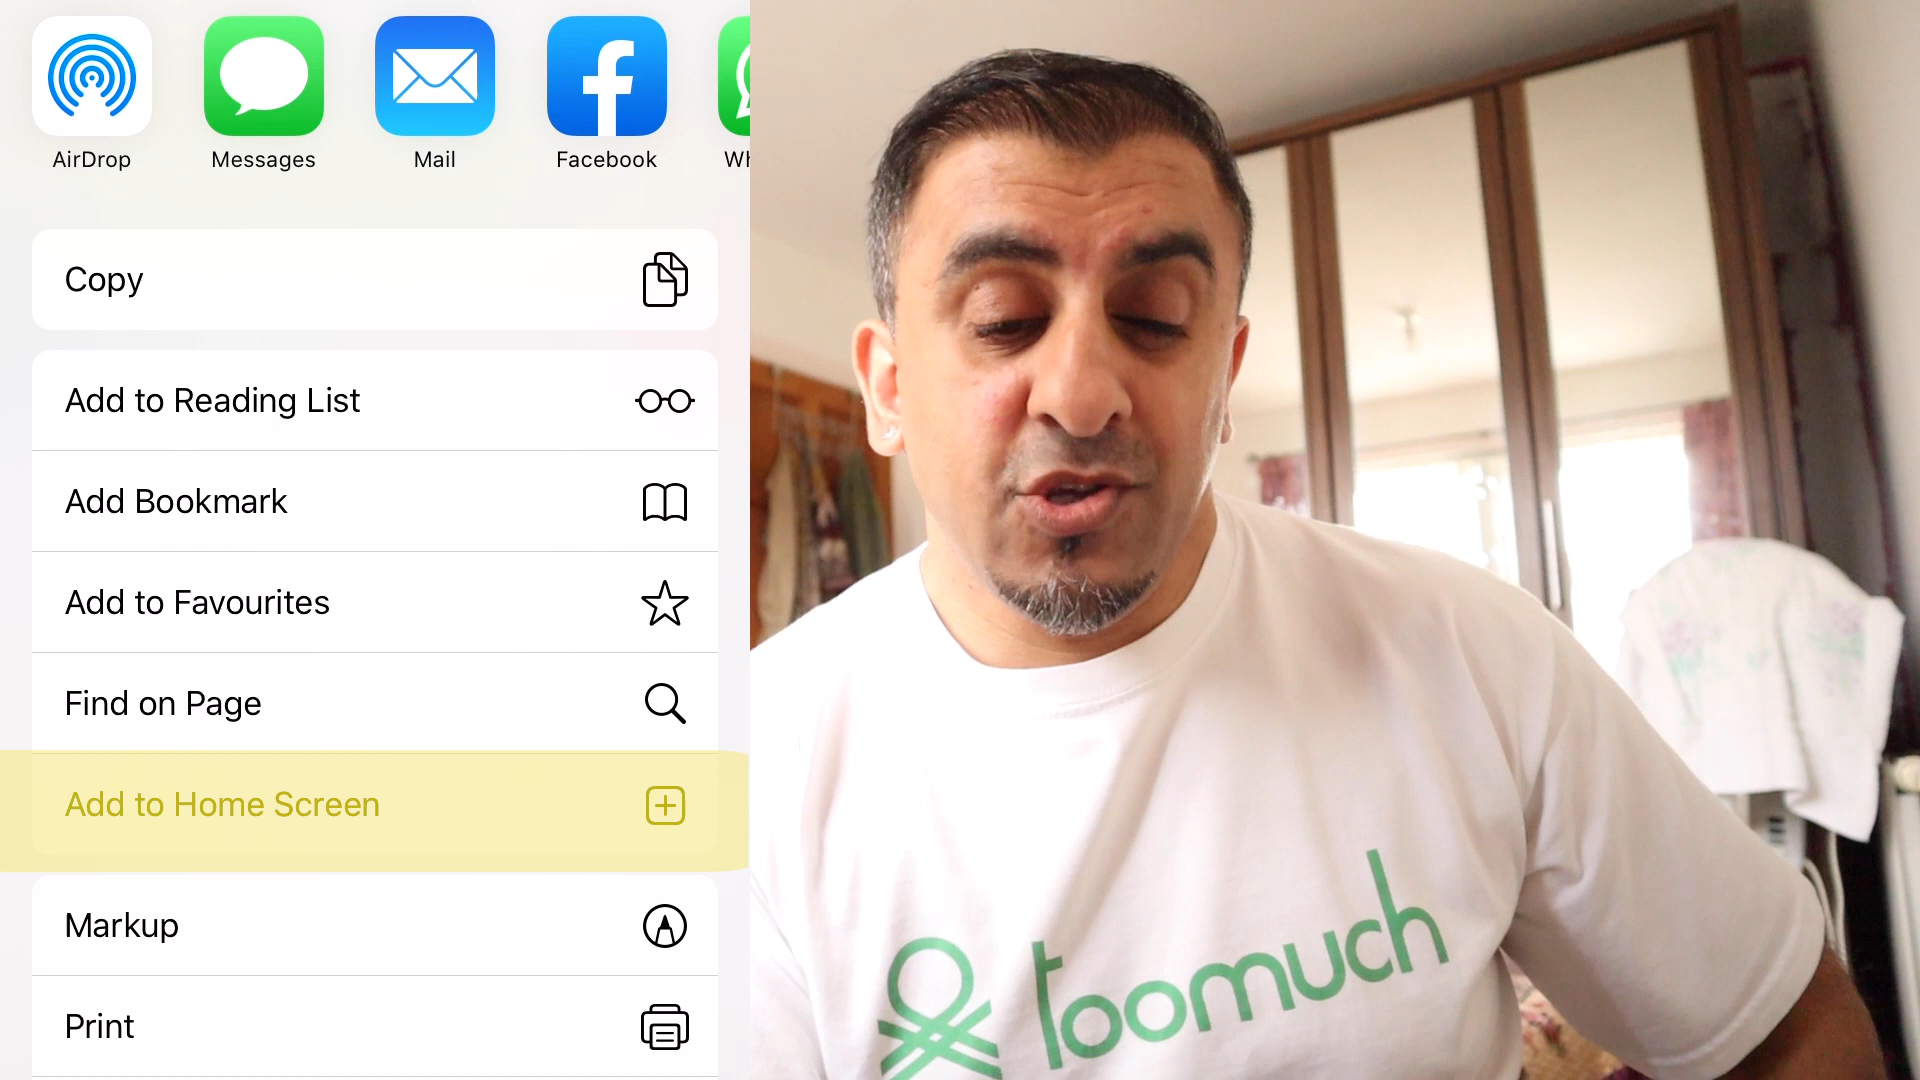 AirDrop
Messages
Mail
Facebook
Wh
Copy
Add to Reading List
Add Bookmark
Add to Favourites
Find on Page
Add to Home Screen
Markup
Print
toomuch